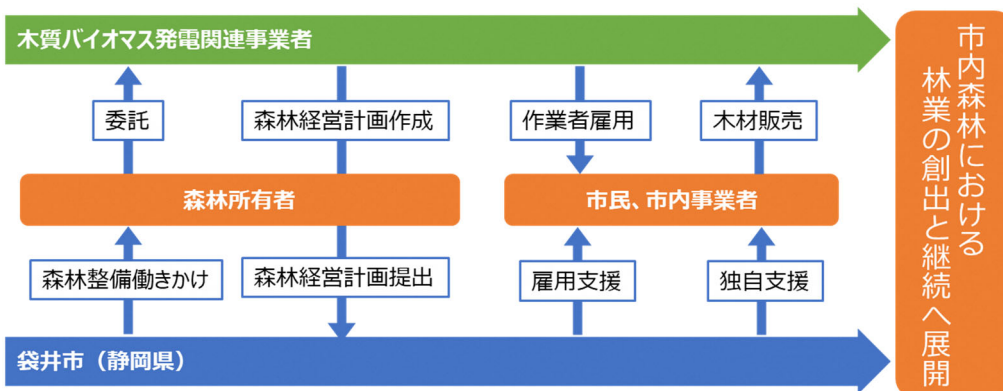 木質バイオマス発電関連事業者
委託
森林経営計画作成
作業者雇用
木材販売
森林所有者
市民、市内事業者
森林整備働きかけ
森林経営計画提出
雇用支援
独自支援
袋井市（静岡県）
市内森林における
林業の創出と継続へ展開